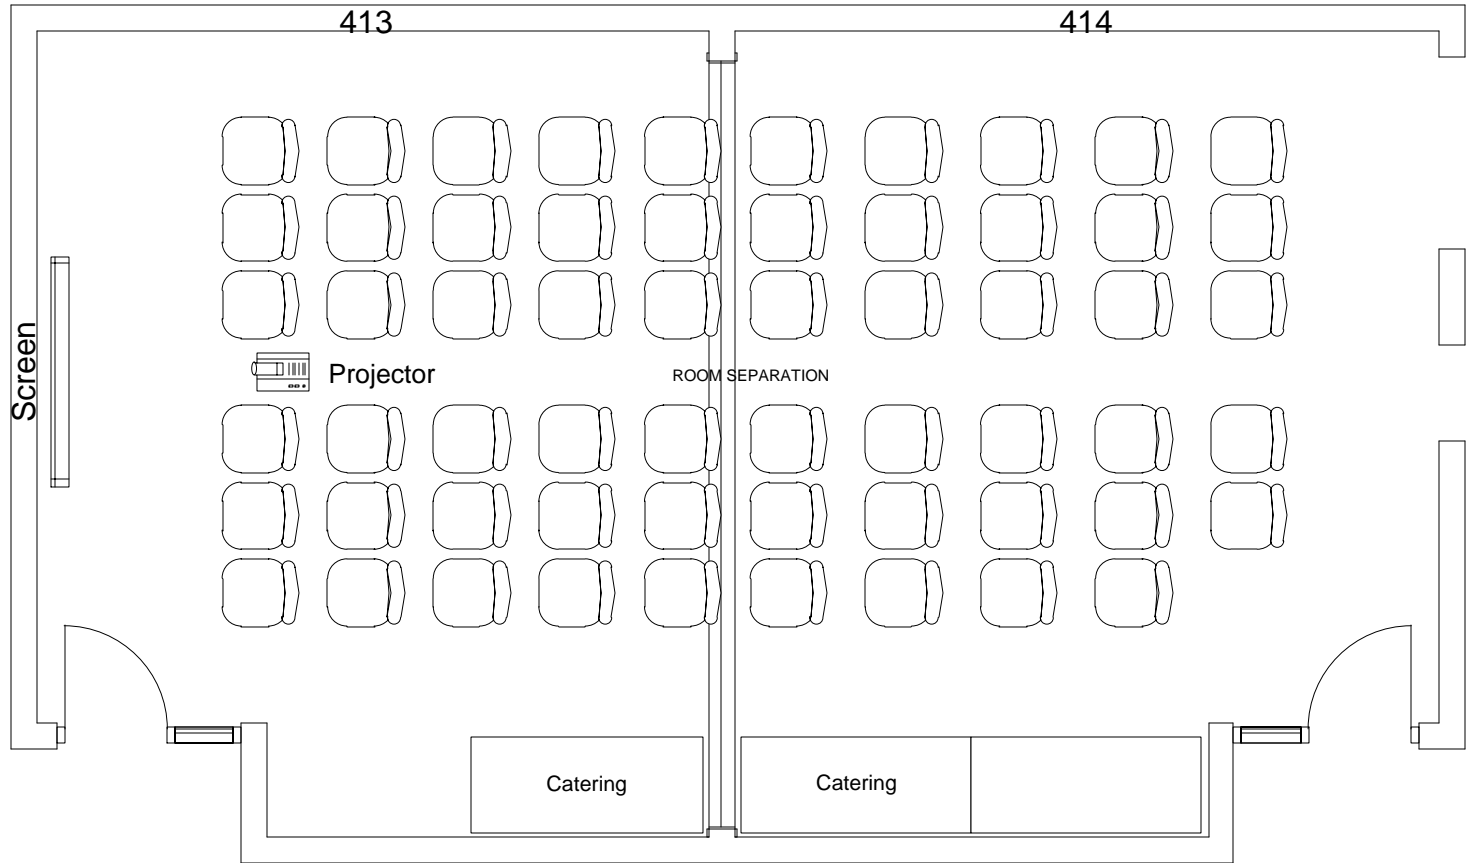 413
414
Screen
Projector
ROOM SEPARATION
Catering
Catering